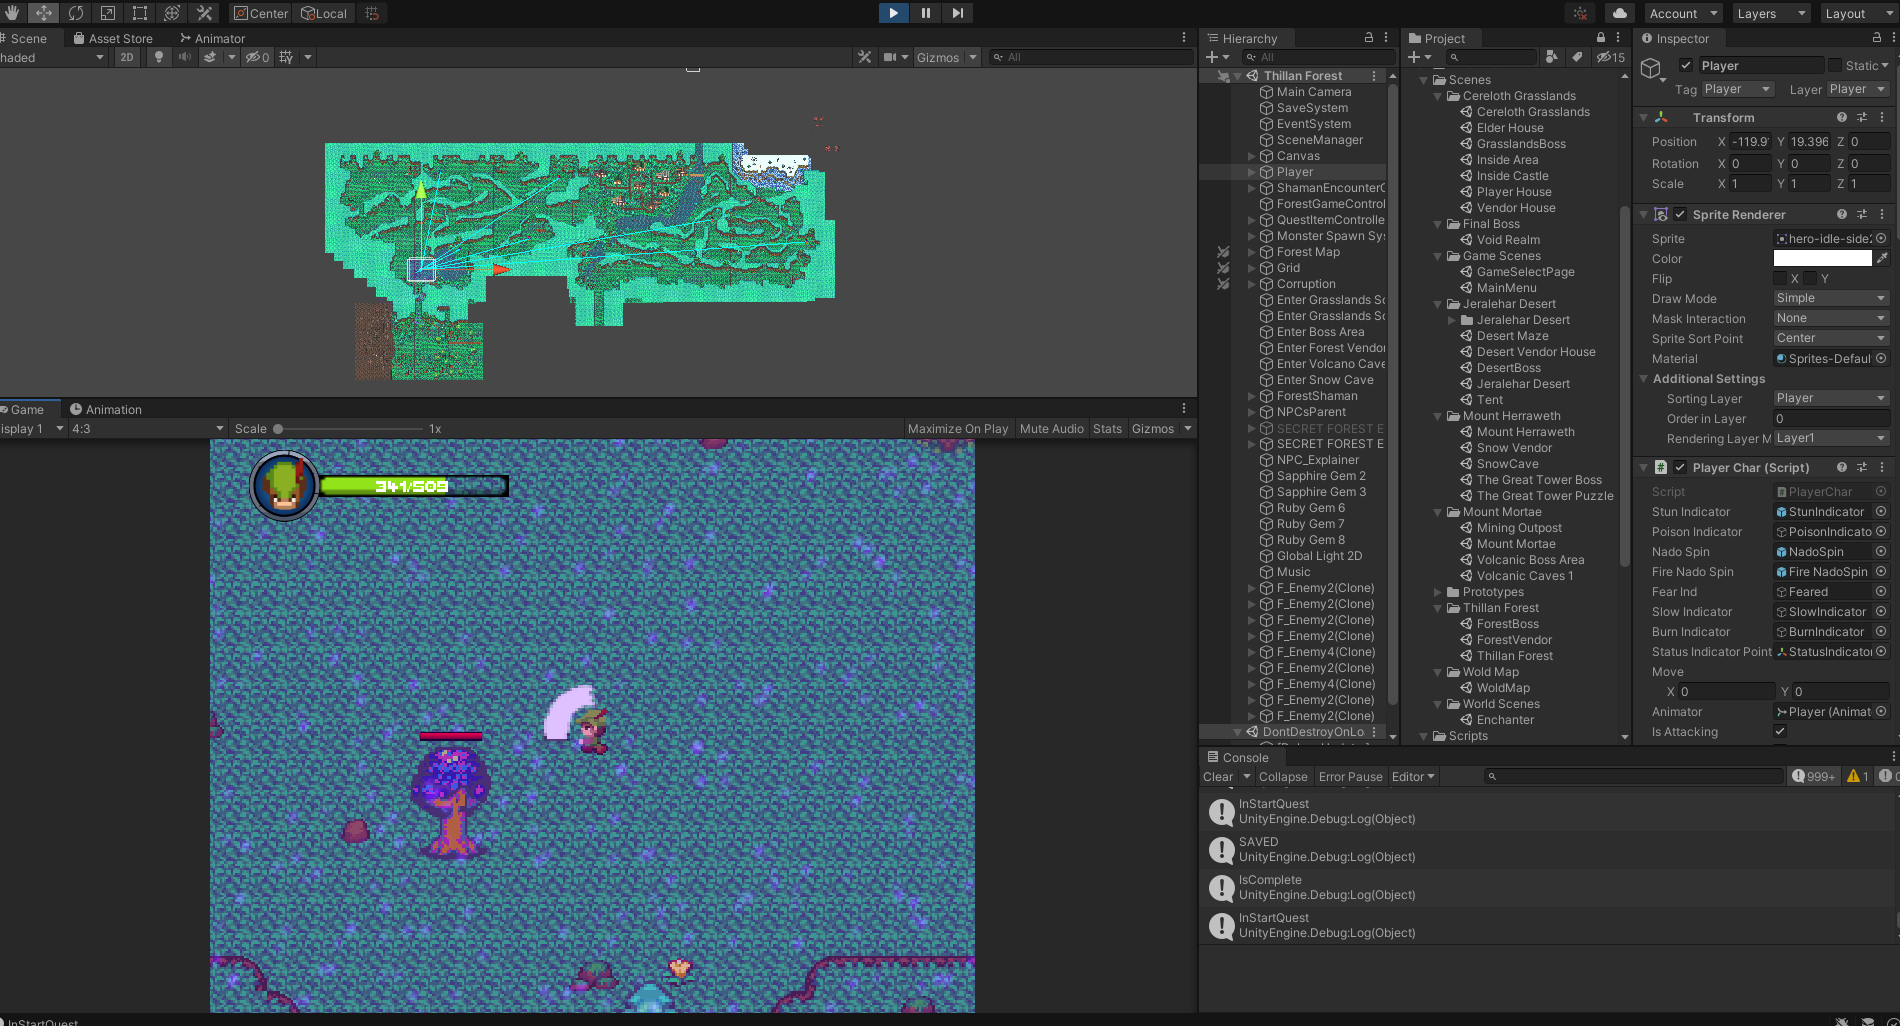 Center
Local
Account
Layers
Layout
Scene
Asset Store
Animator
haded
2D
0
Gizmos
All
Game
Animation
isplay 1
4:3
Scale
1x
Maximize On Play
Mute Audio
Stats
Gizmos
341/509
InStartQuest
Hierarchy
All
Thillan Forest
Main Camera
SaveSystem
EventSystem
SceneManager
Canvas
Player
ShamanEncounterC
ForestGameControl
QuestItemControlle
Monster Spawn Sys
Forest Map
Grid
Corruption
Enter Grasslands Sc
Enter Grasslands Sc
Enter Boss Area
Enter Forest Vendor
Enter Volcano Cave
Enter Snow Cave
ForestShaman
NPCsParent
SECRET FOREST E
SECRET FOREST E
NPC_Explainer
Sapphire Gem 2
Sapphire Gem 3
Ruby Gem 6
Ruby Gem 7
Ruby Gem 8
Global Light 2D
Music
F_Enemy2(Clone)
F_Enemy2(Clone)
F_Enemy2(Clone)
F_Enemy2(Clone)
F_Enemy4(Clone)
F_Enemy2(Clone)
F_Enemy4(Clone)
F_Enemy2(Clone)
F_Enemy2(Clone)
DontDestroyOnLo
Project
15
Scenes
Cereloth Grasslands
Cereloth Grasslands
Elder House
GrasslandsBoss
Inside Area
Inside Castle
Player House
Vendor House
Final Boss
Void Realm
Game Scenes
GameSelectPage
MainMenu
Jeralehar Desert
Jeralehar Desert
Desert Maze
Desert Vendor House
DesertBoss
Jeralehar Desert
Tent
Mount Herraweth
Mount Herraweth
Snow Vendor
SnowCave
The Great Tower Boss
The Great Tower Puzzle
Mount Mortae
Mining Outpost
Mount Mortae
Volcanic Boss Area
Volcanic Caves 1
Prototypes
Thillan Forest
ForestBoss
ForestVendor
Thillan Forest
Wold Map
WoldMap
World Scenes
Enchanter
Scripts
Inspector
Player
Static
Tag Player Layer Player
Transform
Position X -119.9 Y 19.396 Z 0
Rotation X 0 Y 0 Z 0
Scale X 1 Y 1 Z 1
Sprite Renderer
Sprite hero-idle-side
Color
Flip X Y
Draw Mode Simple
Mask Interaction None
Sprite Sort Point Center
Material Sprites-Defaul
Additional Settings
Sorting Layer Player
Order in Layer 0
Rendering Layer M Layer1
Player Char (Script)
Script PlayerChar
Stun Indicator StunIndicator
Poison Indicator PoisonIndicato
Nado Spin NadoSpin
Fire Nado Spin Fire NadoSpin
Fear Ind Feared
Slow Indicator SlowIndicator
Burn Indicator BurnIndicator
Status Indicator Point StatusIndicator
Move
X 0 Y 0
Animator Player (Animat
Is Attacking
Console
Clear
Collapse
Error Pause
Editor
999+
1
InStartQuest
UnityEngine.Debug:Log(Object)
SAVED
UnityEngine.Debug:Log(Object)
IsComplete
UnityEngine.Debug:Log(Object)
InStartQuest
UnityEngine.Debug:Log(Object)